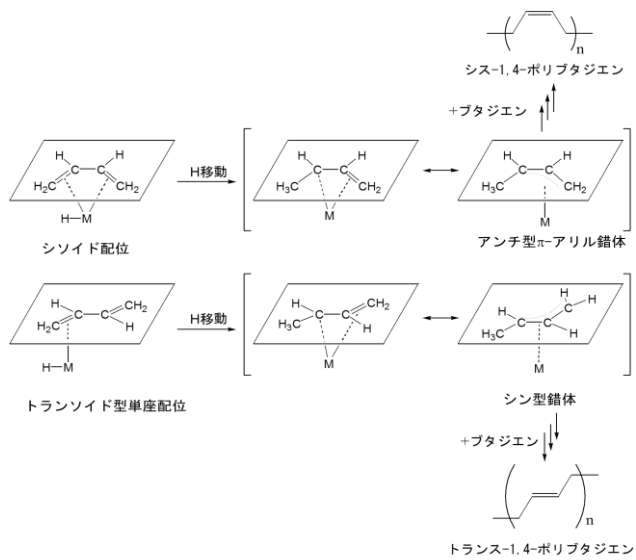 n
シス-1,4-ポリブタジエン
+ブタジエン
H H
C C
H₂C CH₂
H M
H移動
H H
C C
H₃C CH₂
M
H H
C C
H₃C CH₂
M
シソイド配位
アンチ型π-アリル錯体
H CH₂
C C
H₂C H
H M
H移動
H CH₂
C C
H₃C H
M
H
H C H
C C
H₃C H
M
トランソイド型単座配位
シン型錯体
+ブタジエン
n
トランス-1,4-ポリブタジエン